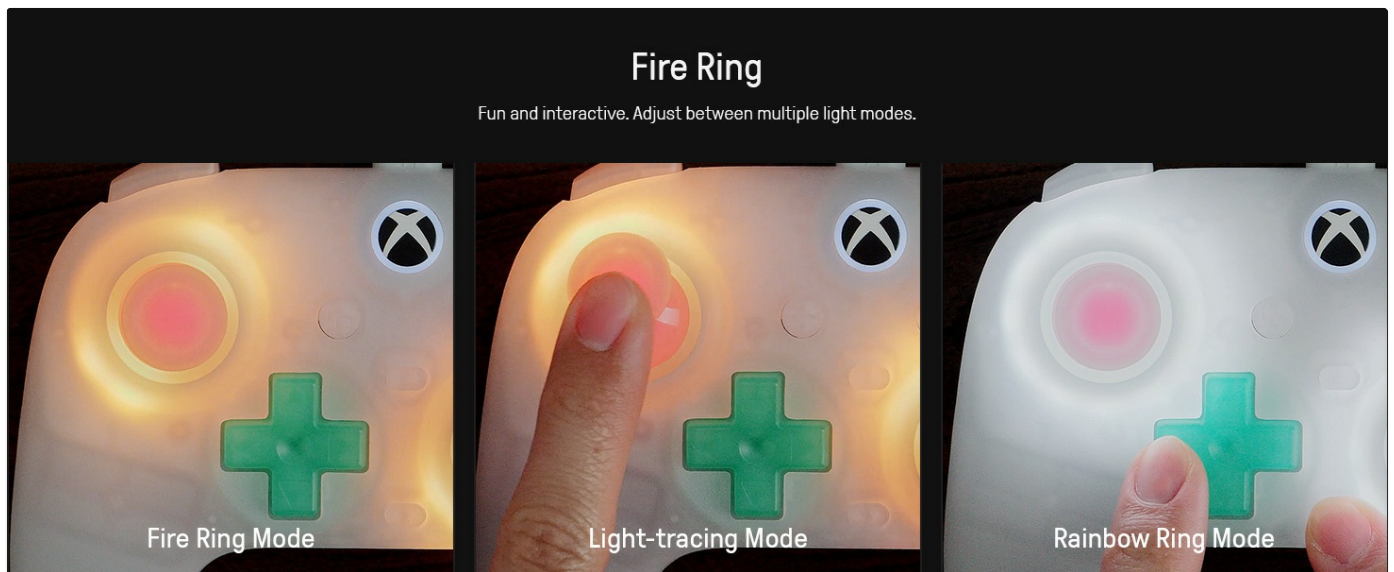 Fire Ring
Fun and interactive. Adjust between multiple light modes.
Fire Ring Mode
Light-tracing Mode
Rainbow Ring Mode